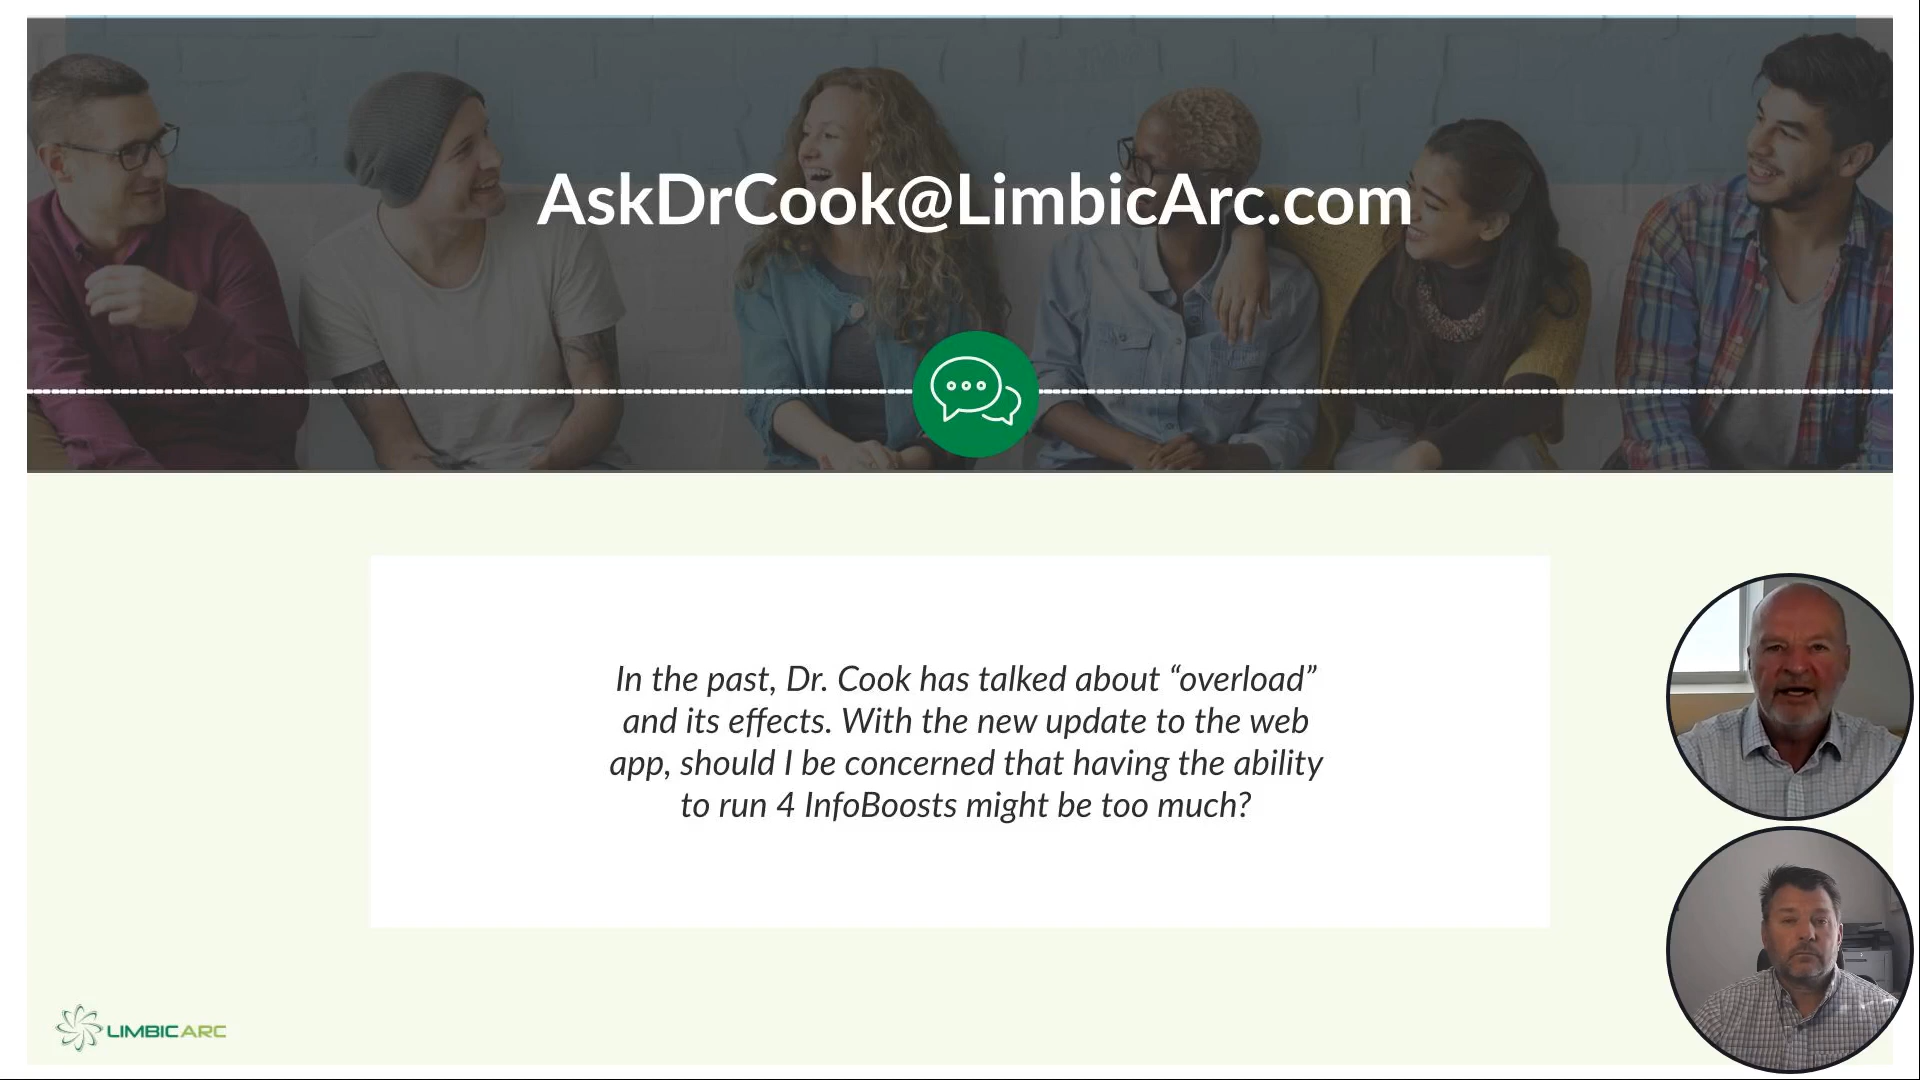 AskDrCook@LimbicArc.com
In the past, Dr. Cook has talked about “overload”
and its effects. With the new update to the web
app, should I be concerned that having the ability
to run 4 InfoBoosts might be too much?
LIMBICARC